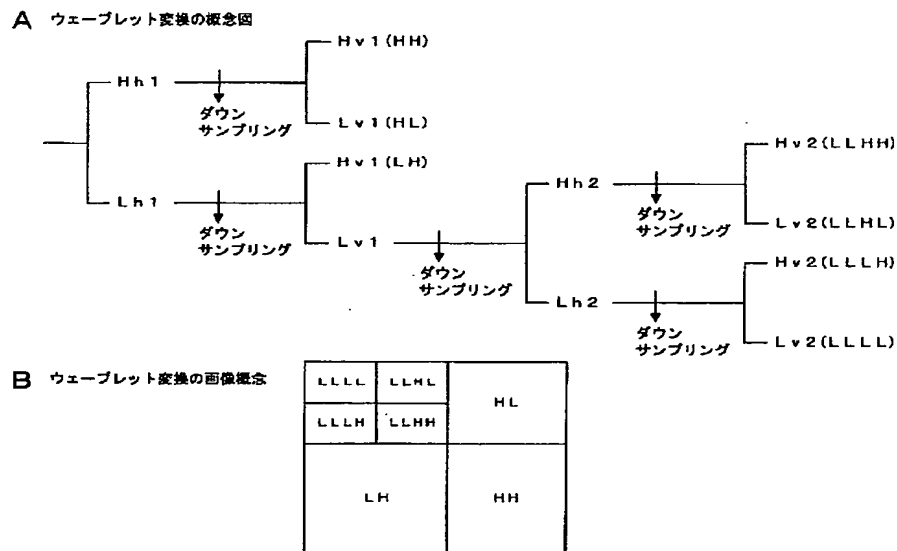 A ウェーブレット変換の概念図
Hv1(HH)
Hh1
ダウン
サンプリング
Lv1(HL)
Hv1(LH)
Lh1
ダウン
サンプリング
Lv1
ダウン
サンプリング
Hv2(LLHH)
Hh2
ダウン
サンプリング
Lv2(LLHL)
Hv2(LLLH)
Lh2
ダウン
サンプリング
Lv2(LLLL)
B ウェーブレット変換の画像概念
LLLL LLHL
HL
LLLH LLHH
LH HH